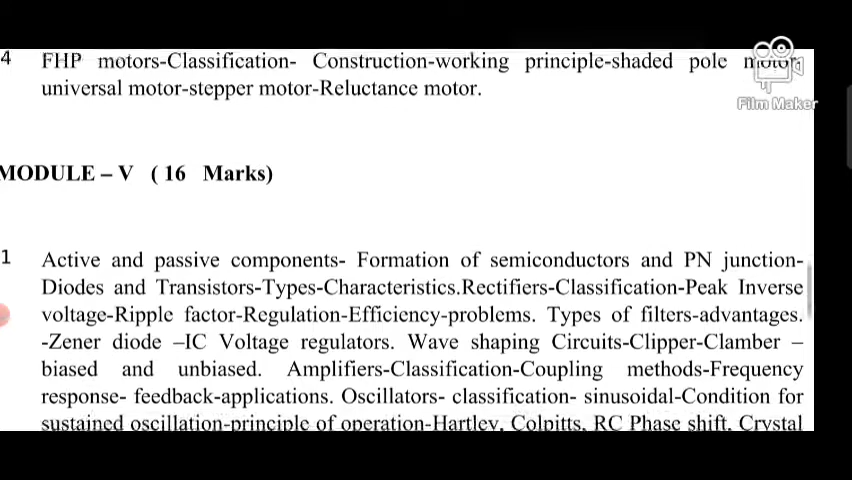 4 FHP motors-Classification- Construction-working principle-shaded pole motor-
universal motor-stepper motor-Reluctance motor.
Film Maker
MODULE – V ( 16 Marks)
1 Active and passive components- Formation of semiconductors and PN junction-
Diodes and Transistors-Types-Characteristics.Rectifiers-Classification-Peak Inverse
voltage-Ripple factor-Regulation-Efficiency-problems. Types of filters-advantages.
-Zener diode –IC Voltage regulators. Wave shaping Circuits-Clipper-Clamber –
biased and unbiased. Amplifiers-Classification-Coupling methods-Frequency
response- feedback-applications. Oscillators- classification- sinusoidal-Condition for
sustained oscillation-principle of operation-Hartley, Colpitts, RC Phase shift, Crystal